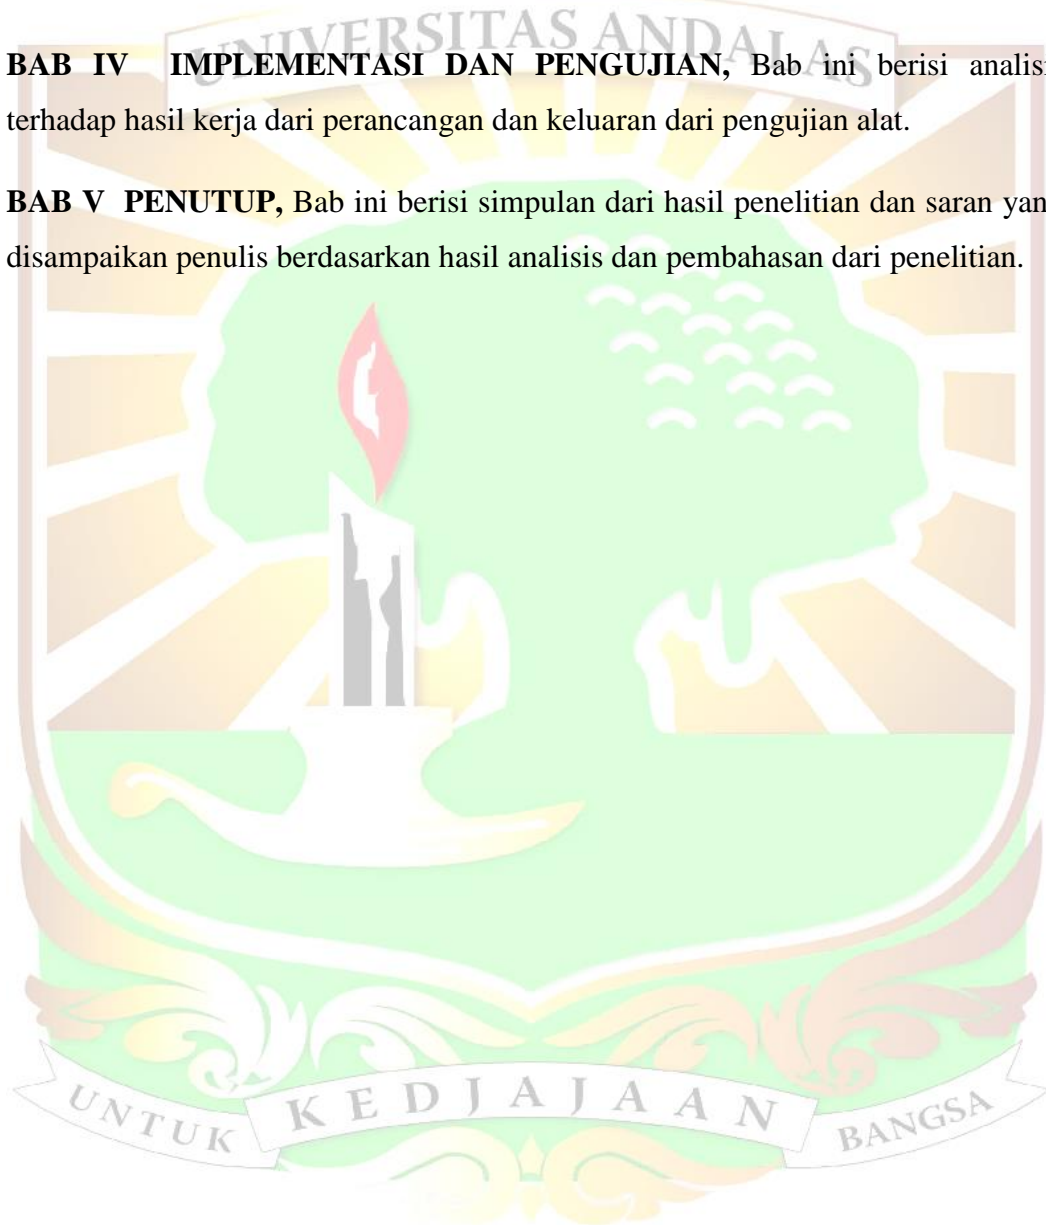 UNIVERSITAS ANDALAS
BAB IV IMPLEMENTASI DAN PENGUJIAN, Bab ini berisi analisi
terhadap hasil kerja dari perancangan dan keluaran dari pengujian alat.
BAB V PENUTUP, Bab ini berisi simpulan dari hasil penelitian dan saran yan
disampaikan penulis berdasarkan hasil analisis dan pembahasan dari penelitian.
UNTUK KEDJAJAAN BANGSA